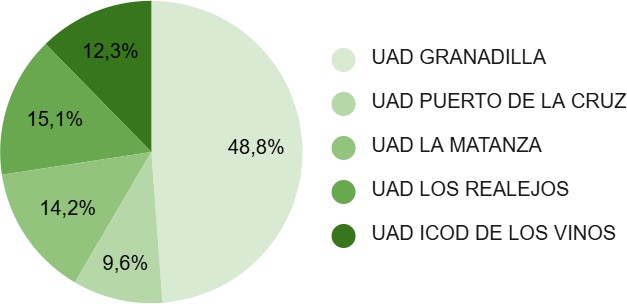 12,3%
15,1%
48,8%
14,2%
9,6%
UAD GRANADILLA
UAD PUERTO DE LA CRUZ
UAD LA MATANZA
UAD LOS REALEJOS
UAD ICOD DE LOS VINOS